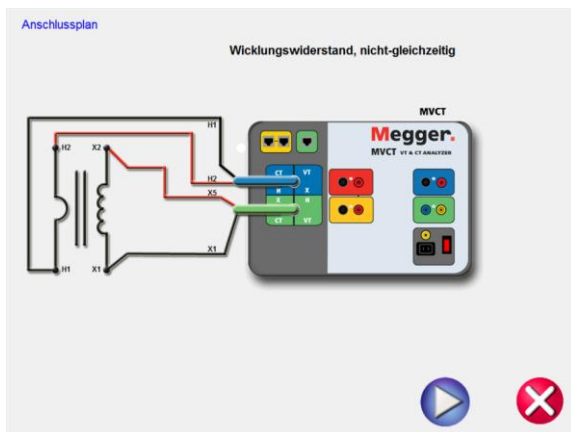 Anschlussplan
Wicklungswiderstand, nicht-gleichzeitig
MVCT
H1
Megger.
MVCT VT & CT ANALYZER
H2 X2
CT VT
H2
H X
X5
X H
CT VT
X1
H1 X1